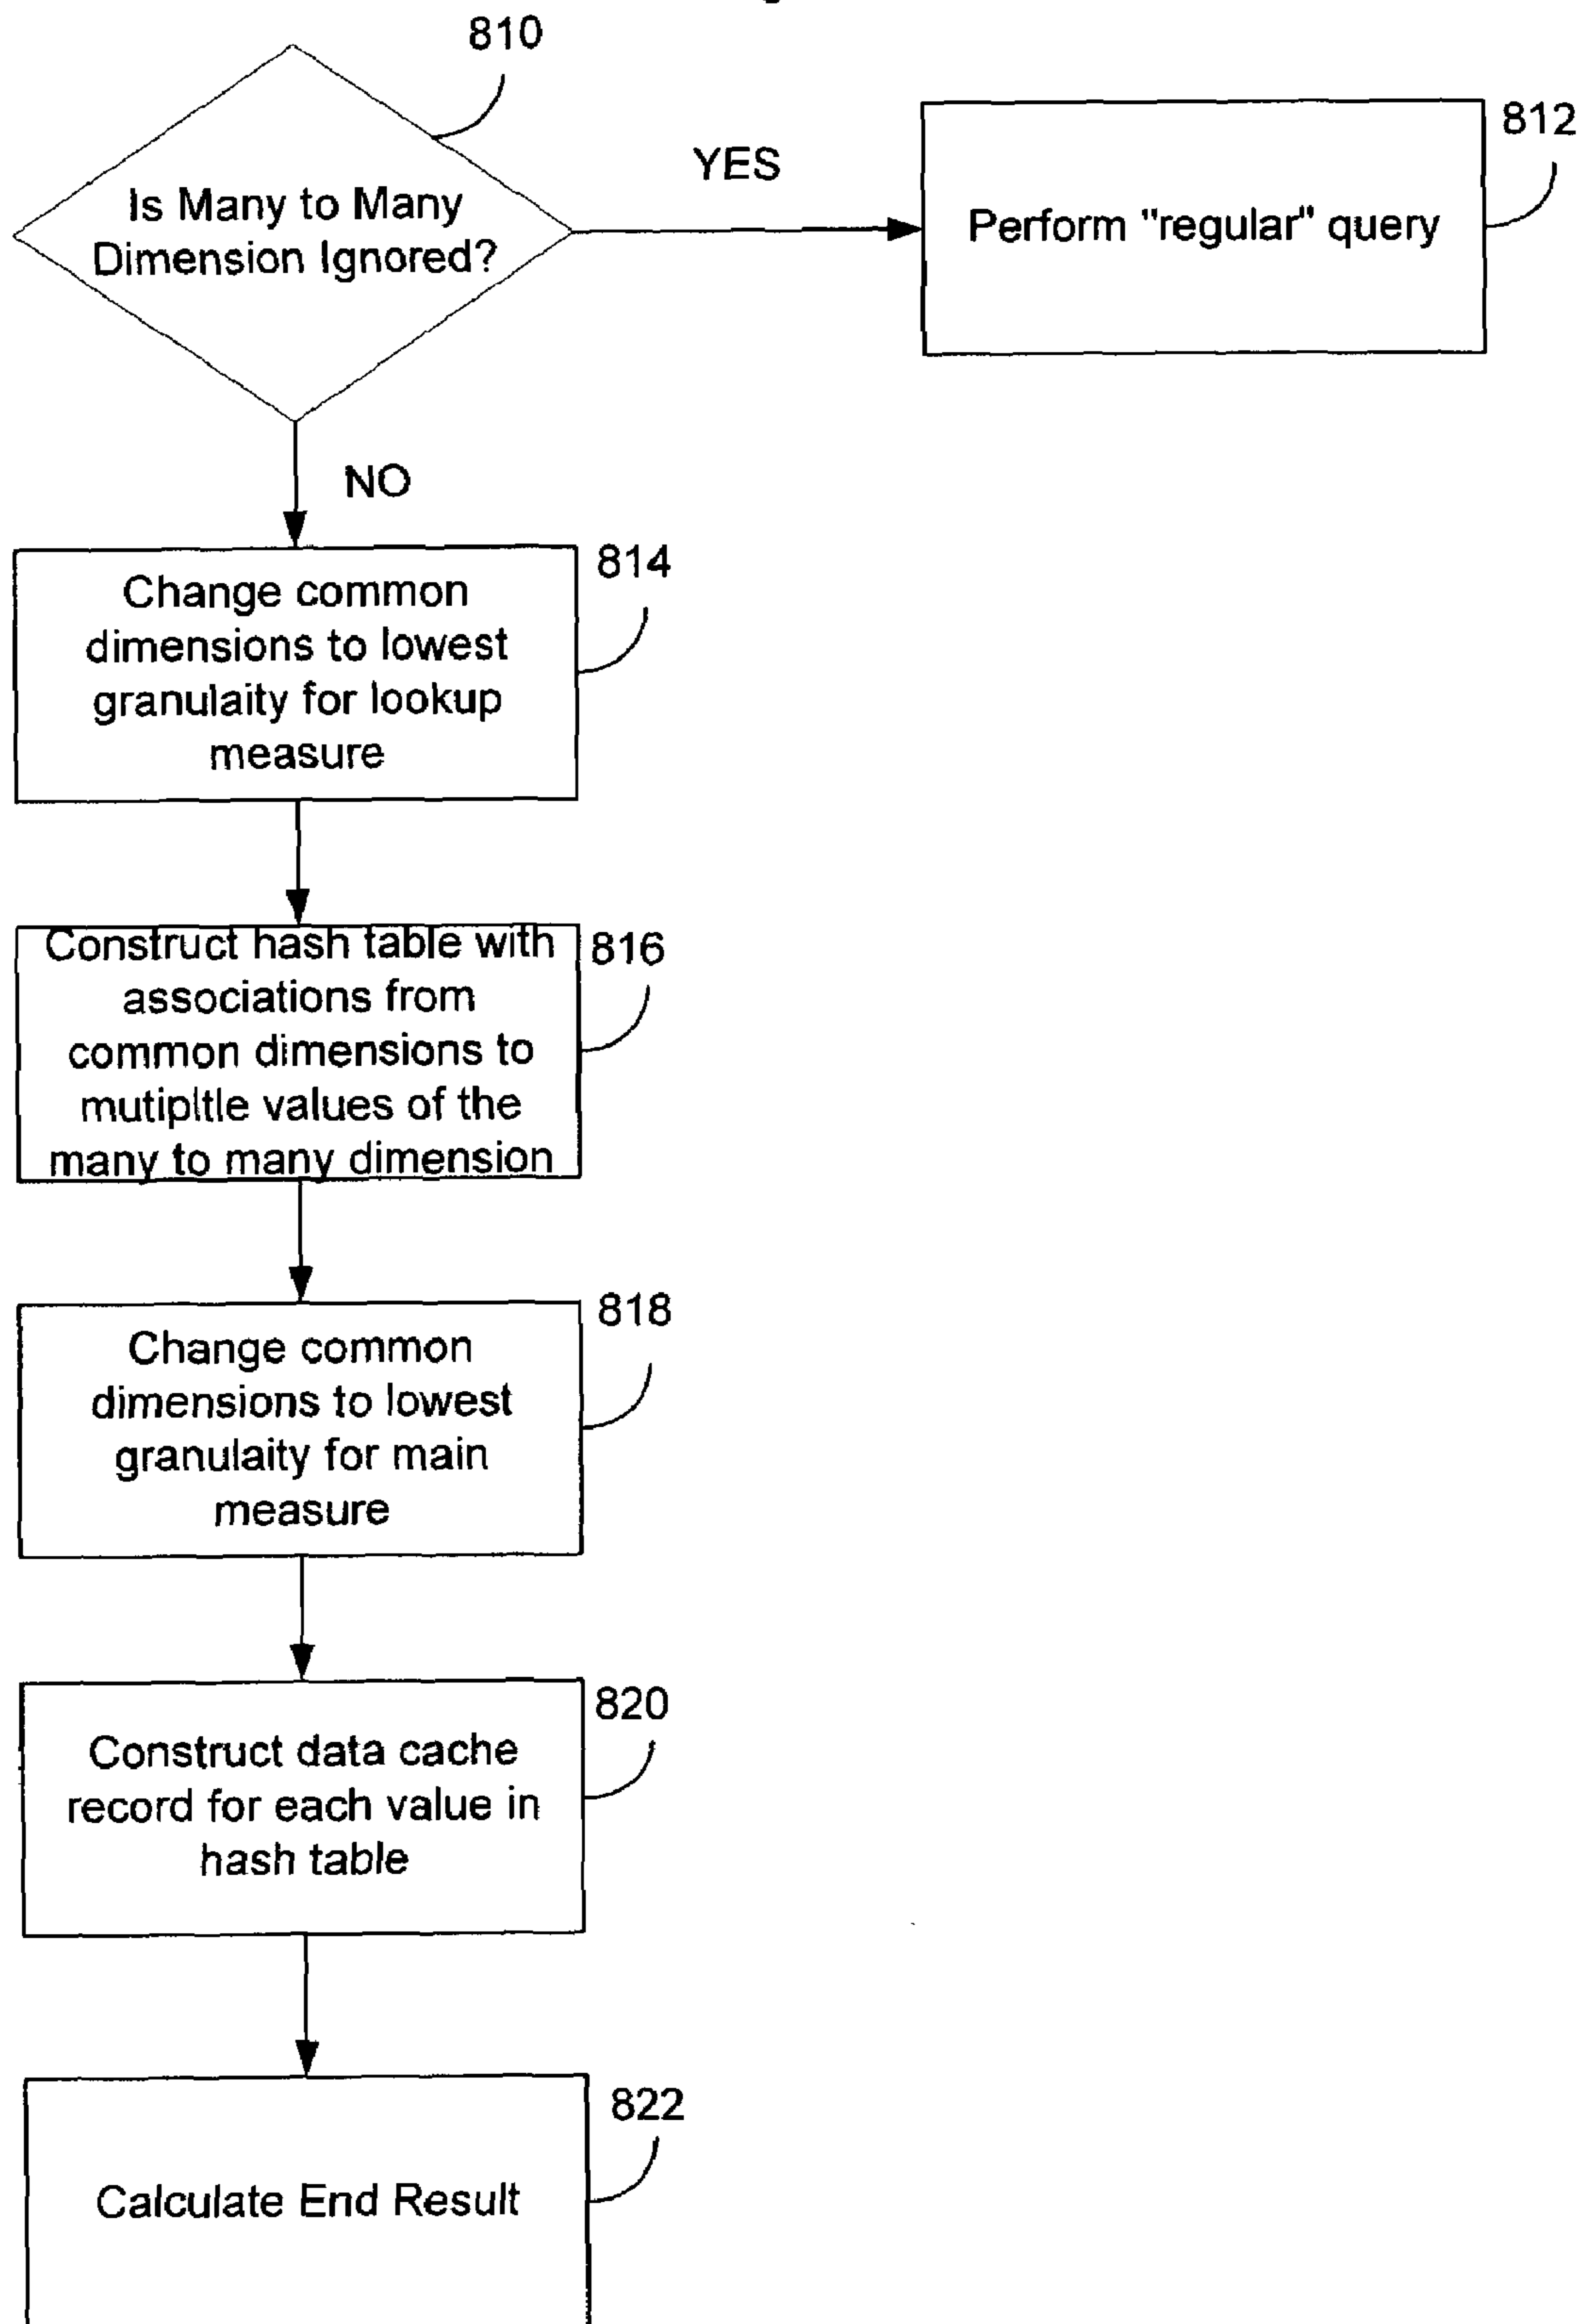 810
Is Many to Many
Dimension Ignored?
YES
812
Perform "regular" query
NO
814
Change common
dimensions to lowest
granulaity for lookup
measure
816
Construct hash table with
associations from
common dimensions to
mutipltle values of the
many to many dimension
818
Change common
dimensions to lowest
granulaity for main
measure
820
Construct data cache
record for each value in
hash table
822
Calculate End Result